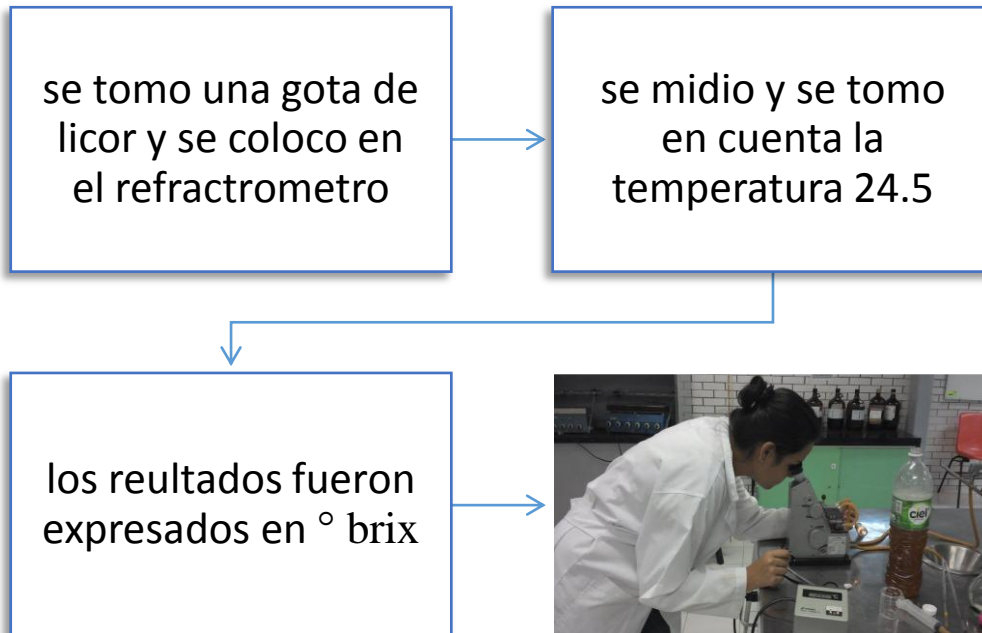 se tomo una gota de
licor y se coloco en
el refractrometro
se midio y se tomo
en cuenta la
temperatura 24.5
los reultados fueron
expresados en ° brix
ciel